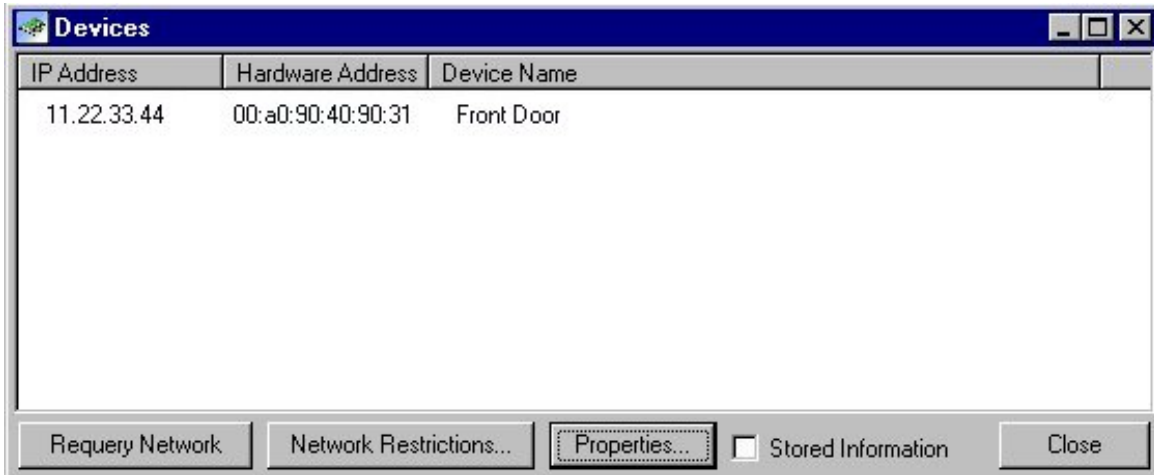 Devices
IP Address Hardware Address Device Name
11.22.33.44 00:a0:90:40:90:31 Front Door
Requery Network Network Restrictions... Properties... Stored Information Close